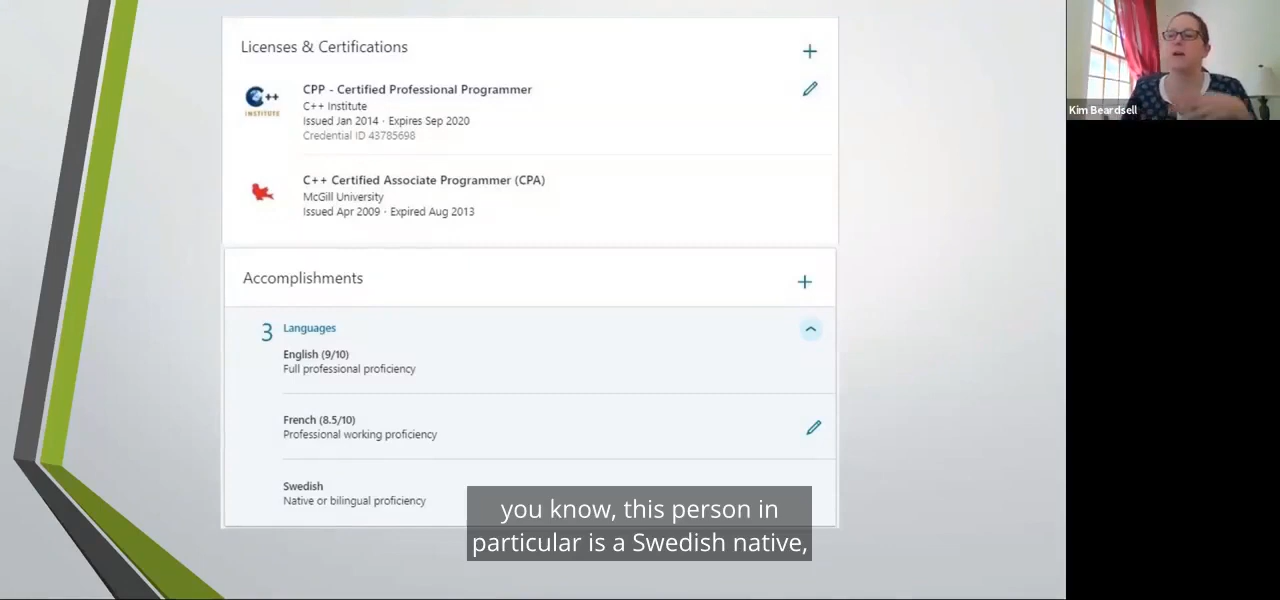 Licenses & Certifications
C++
INSTITUTE
CPP - Certified Professional Programmer
C++ Institute
Issued Jan 2014 · Expires Sep 2020
Credential ID 43785698
C++ Certified Associate Programmer (CPA)
McGill University
Issued Apr 2009 · Expired Aug 2013
Accomplishments
3 Languages
English (9/10)
Full professional proficiency
French (8.5/10)
Professional working proficiency
Swedish
Native or bilingual proficiency
you know, this person in
particular is a Swedish native,
Kim Beardsell